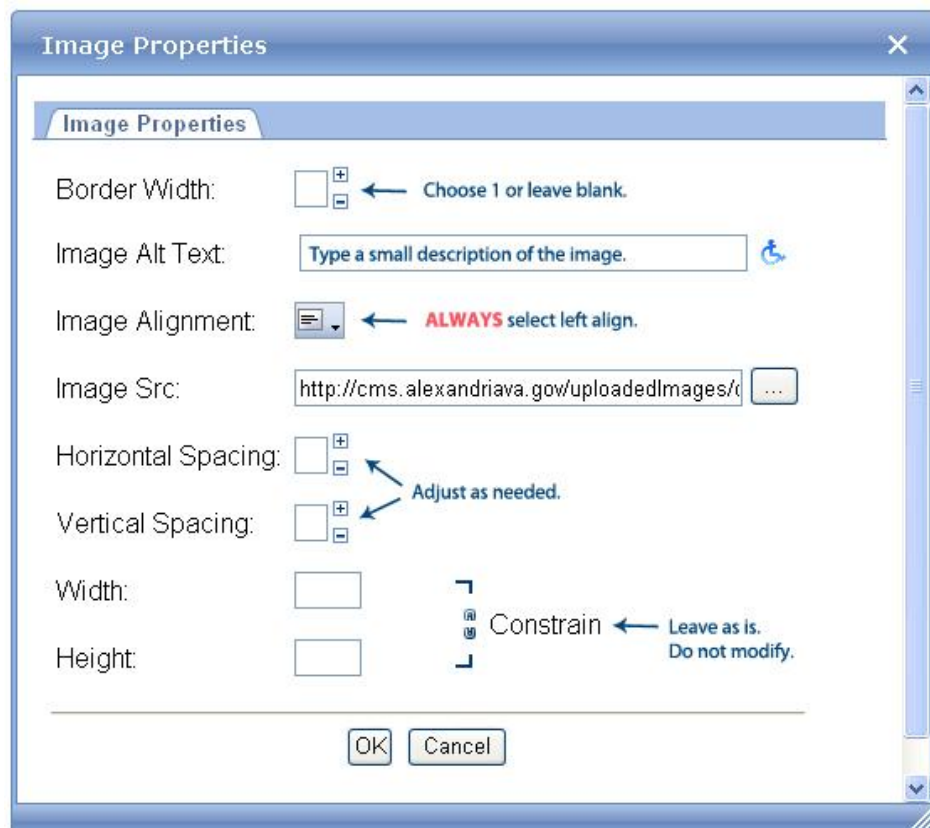 Image Properties
Image Properties
Border Width:
Choose 1 or leave blank.
Image Alt Text:
Type a small description of the image.
Image Alignment:
ALWAYS select left align.
Image Src:
http://cms.alexandriava.gov/uploadedImages/
...
Horizontal Spacing:
Adjust as needed.
Vertical Spacing:
Width:
Constrain
Leave as is.
Do not modify.
Height:
OK
Cancel